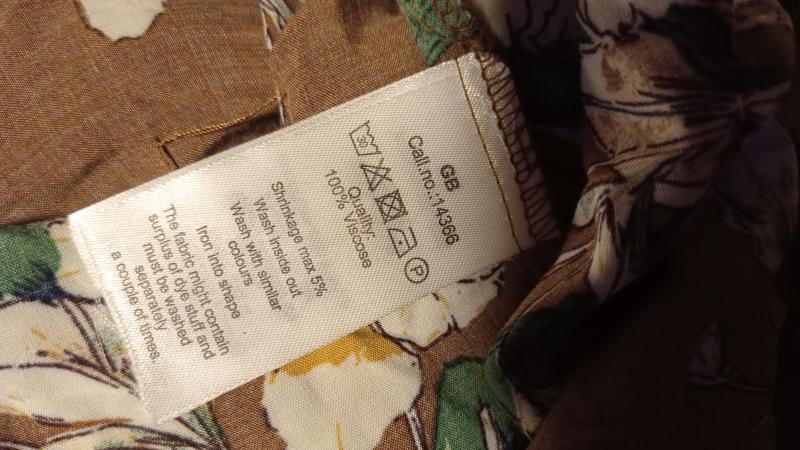 GB
Call.no.:14366
30 P
Quality:
100% Viscose
Shrinkage max 5%
Wash inside out
Wash with similar
colours
Iron into shape
The fabric might contain
surplus of dye stuff and
must be washed
separately
a couple of times.